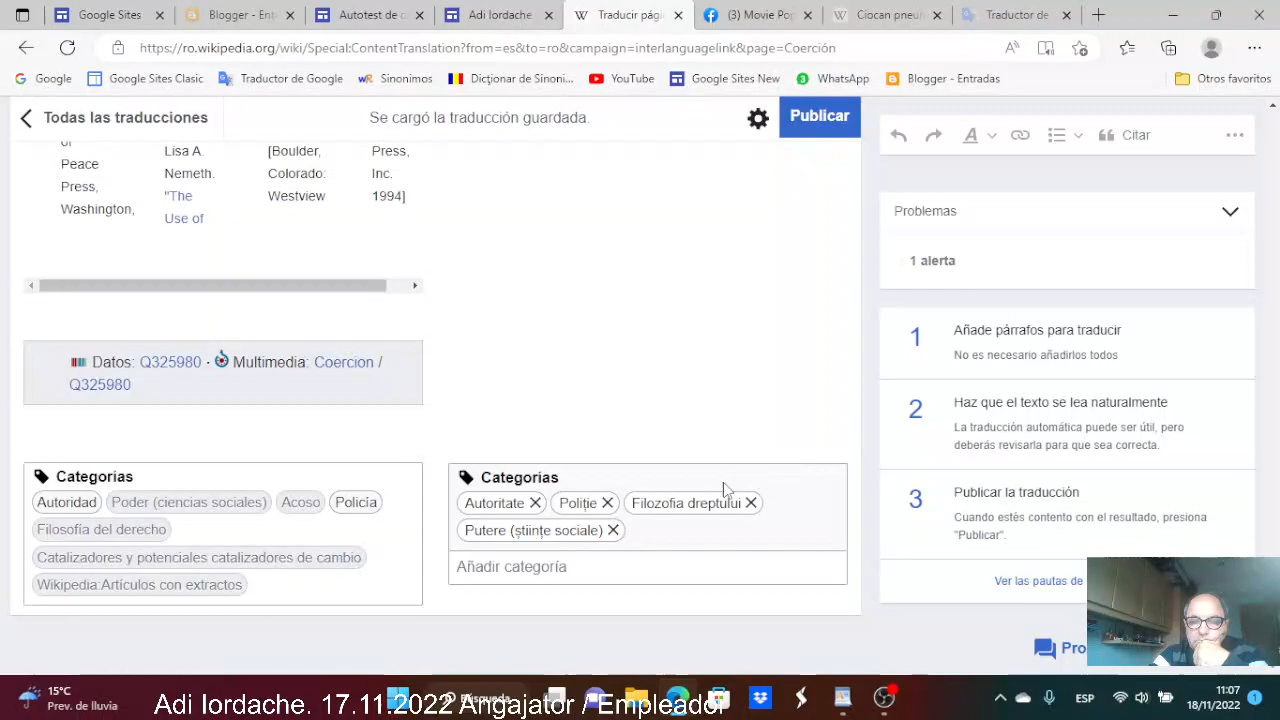 Google Sites
Blogger - Entr
Autotest de c
Adi Iordache
Traducir pági
(3) Movie Po
Ciocan pneu
Traductor de
https://ro.wikipedia.org/wiki/Special:ContentTranslation?from=es&to=ro&campaign=interlanguagelink&page=Coerción
Google
Google Sites Clasic
Traductor de Google
Sinonimos
Dicționar de Sinoni...
YouTube
Google Sites New
WhatsApp
Blogger - Entradas
Otros favoritos
Todas las traducciones
Se cargó la traducción guardada.
Publicar
Citar
of
Peace
Press,
Washington,
Lisa A.
Nemeth.
"The
Use of
[Boulder,
Colorado:
Westview
Press,
Inc.
1994]
Datos: Q325980 · Multimedia: Coercion /
Q325980
Categorias
Autoridad Poder (ciencias sociales) Acoso Policía
Filosofía del derecho
Catalizadores y potenciales catalizadores de cambio
Wikipedia:Artículos con extractos
Categorias
Autoritate Poliție Filozofia dreptului
Putere (științe sociale)
Añadir categoría
Problemas
1 alerta
1
Añade párrafos para traducir
No es necesario añadirlos todos
2
Haz que el texto se lea naturalmente
La traducción automática puede ser útil, pero
deberás revisarla para que sea correcta.
3
Publicar la traducción
Cuando estés contento con el resultado, presiona
"Publicar".
Ver las pautas de
Pro
15°C
Prev. de lluvia
Búsqueda
ESP
11:07
18/11/2022
1
Adi Iordache. 17.11.2022 Angajator / Empleador